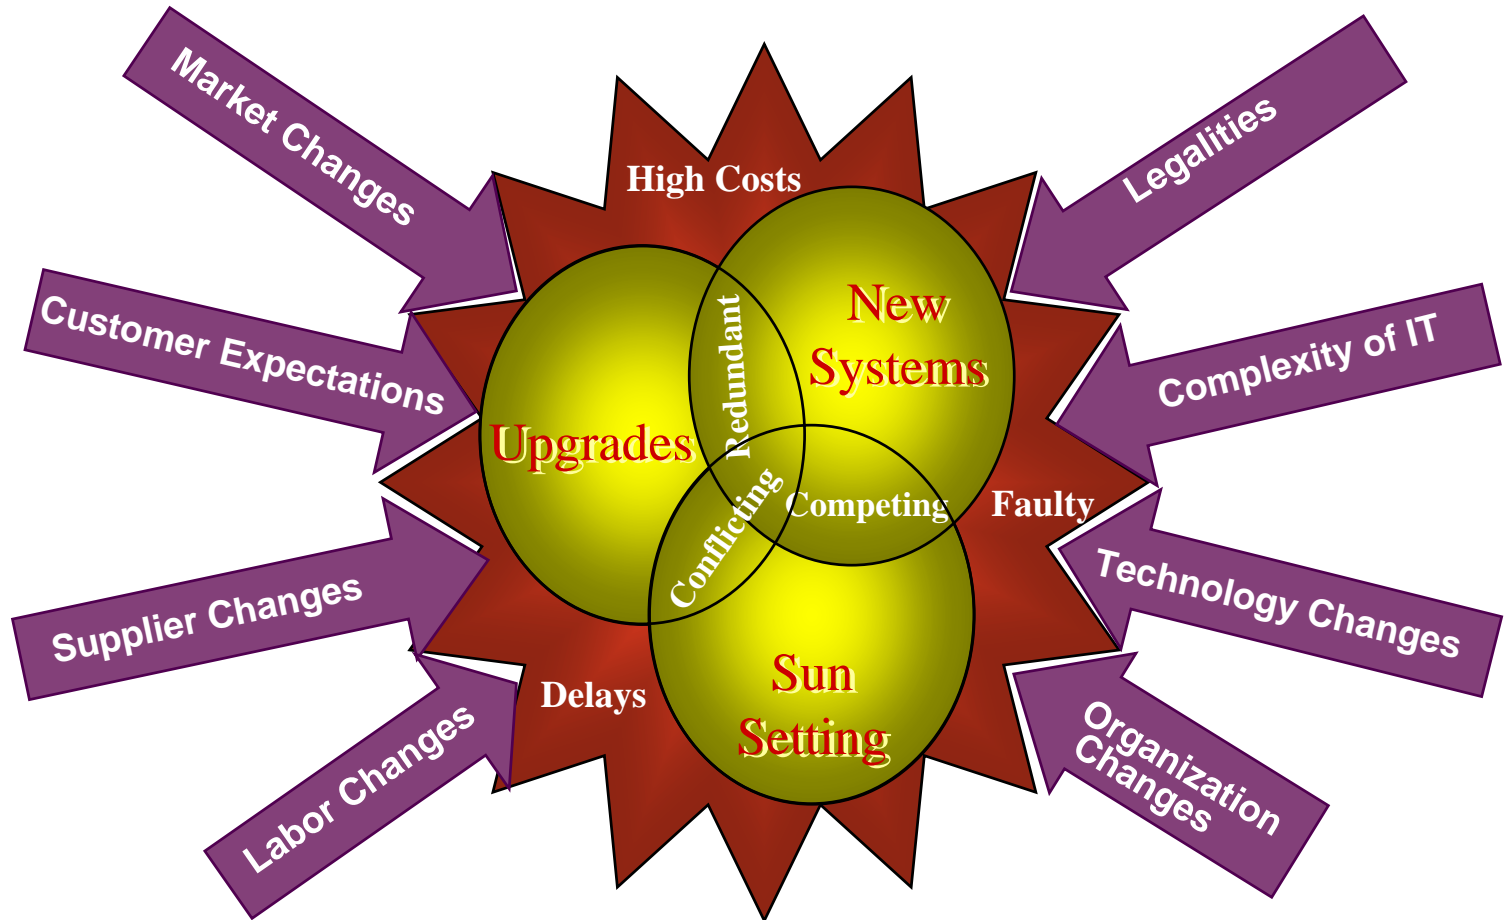 Market Changes
Legalities
High Costs
Customer Expectations
New
Systems
Complexity of IT
Redundant
Upgrades
Conflicting
Competing
Faulty
Supplier Changes
Technology Changes
Delays
Sun
Setting
Labor Changes
Organization
Changes